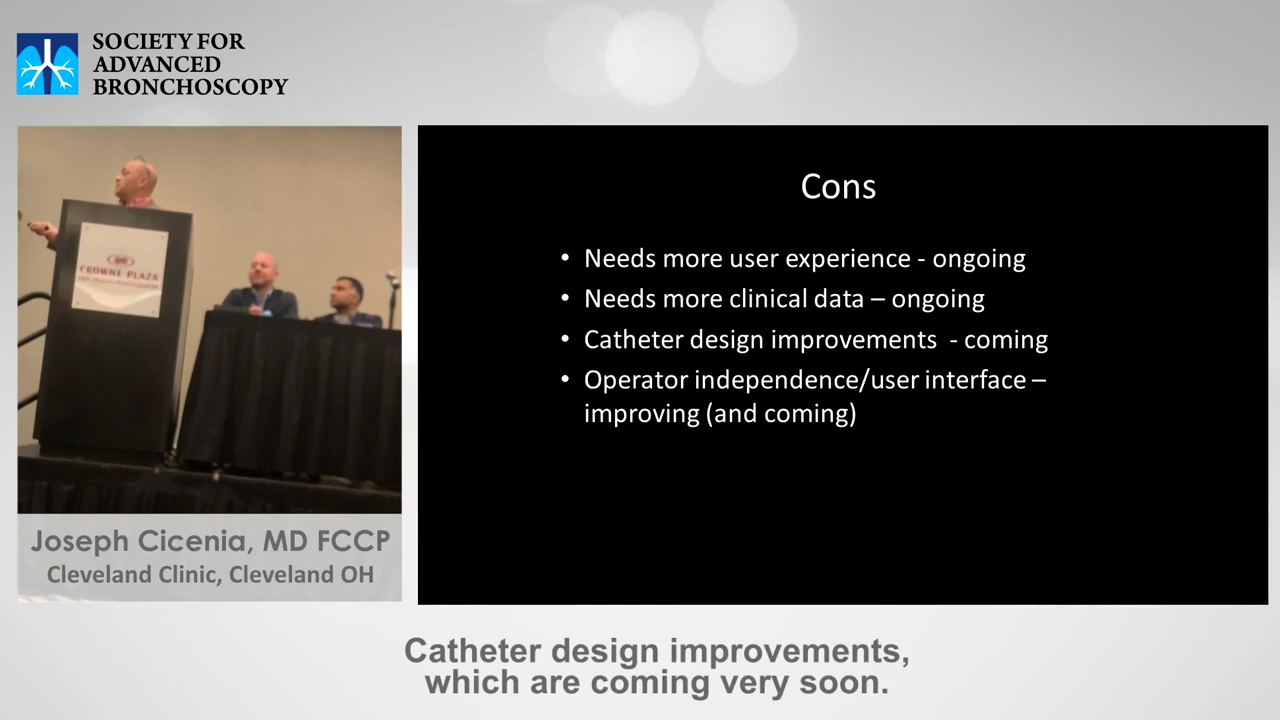 SOCIETY FOR
ADVANCED
BRONCHOSCOPY
CROWNE PLAZA
Joseph Cicenia, MD FCCP
Cleveland Clinic, Cleveland OH
Cons
• Needs more user experience - ongoing
• Needs more clinical data – ongoing
• Catheter design improvements - coming
• Operator independence/user interface –
improving (and coming)
Catheter design improvements,
which are coming very soon.